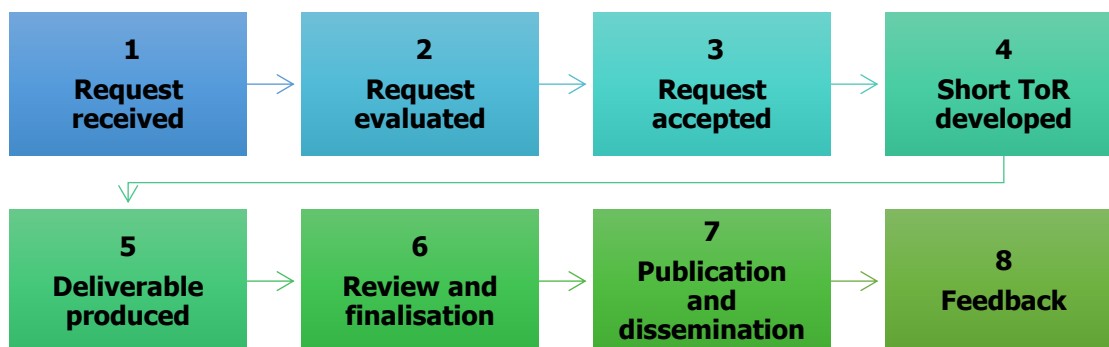 1
Request
received
2
Request
evaluated
3
Request
accepted
4
Short ToR
developed
5
Deliverable
produced
6
Review and
finalisation
7
Publication
and
dissemination
8
Feedback